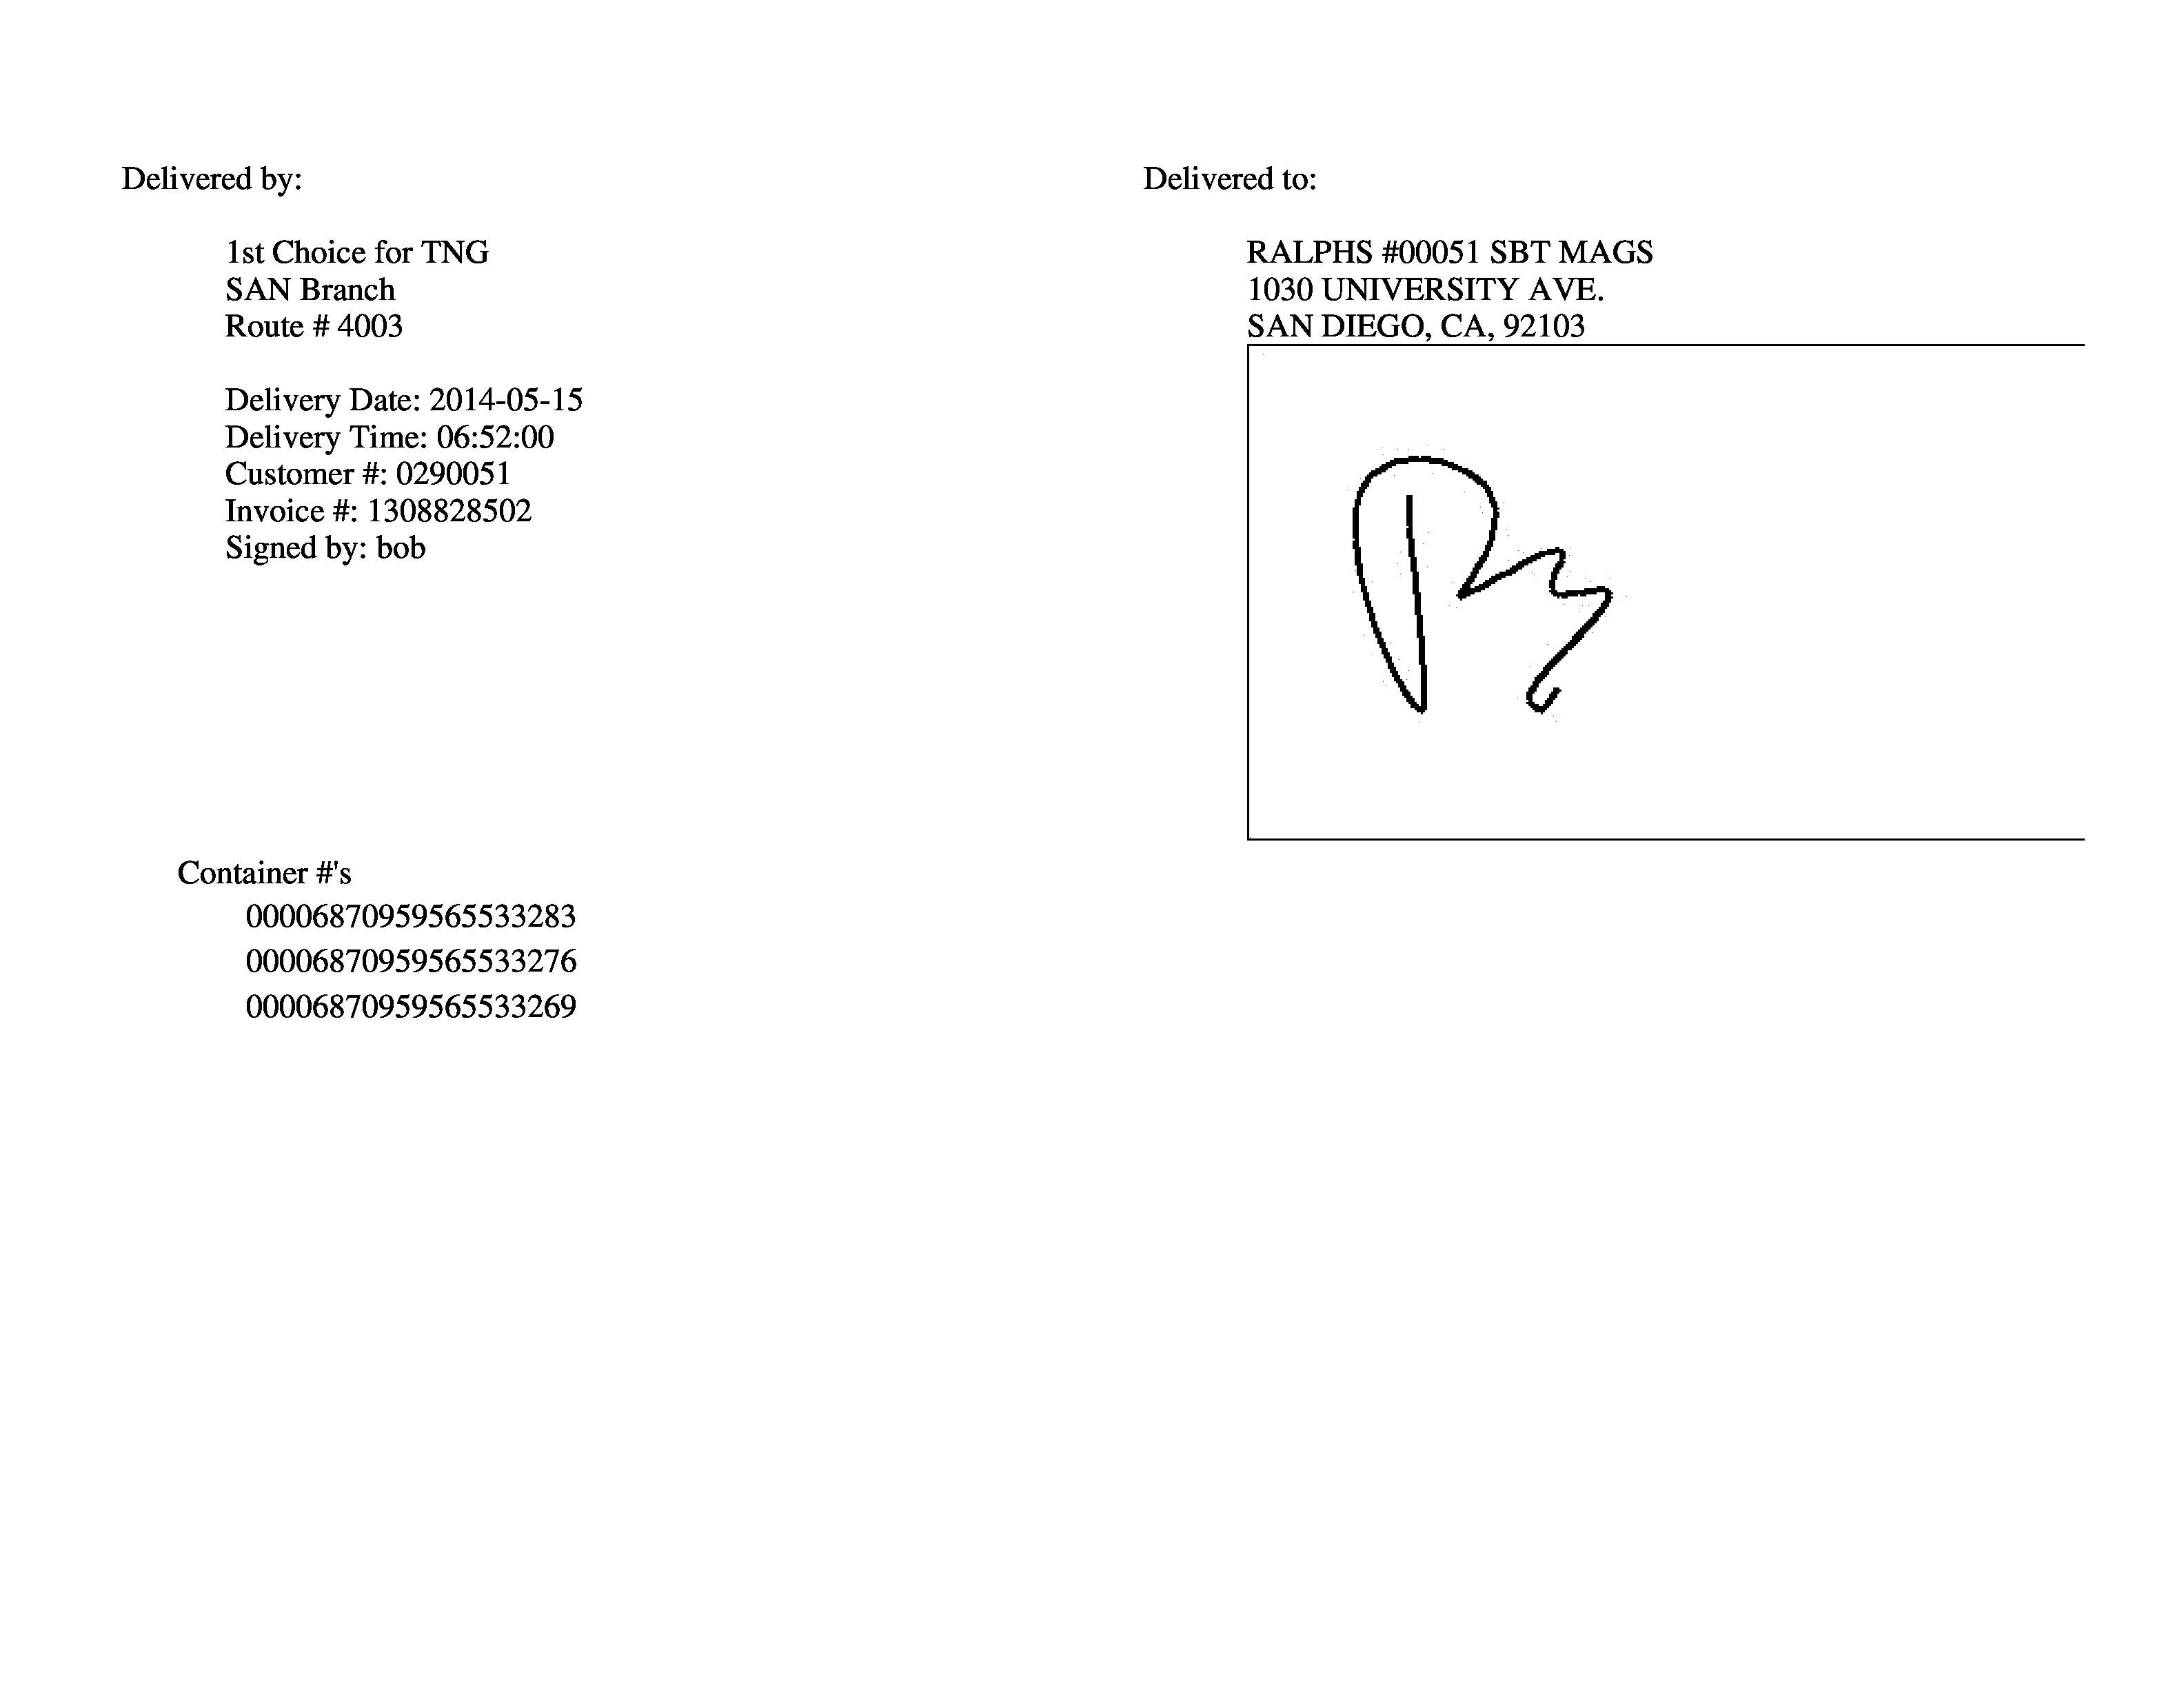 Delivered by:
1st Choice for TNG
SAN Branch
Route # 4003
Delivery Date: 2014-05-15
Delivery Time: 06:52:00
Customer #: 0290051
Invoice #: 1308828502
Signed by: bob
Delivered to:
RALPHS #00051 SBT MAGS
1030 UNIVERSITY AVE.
SAN DIEGO, CA, 92103
Container #'s
00006870959565533283
00006870959565533276
00006870959565533269